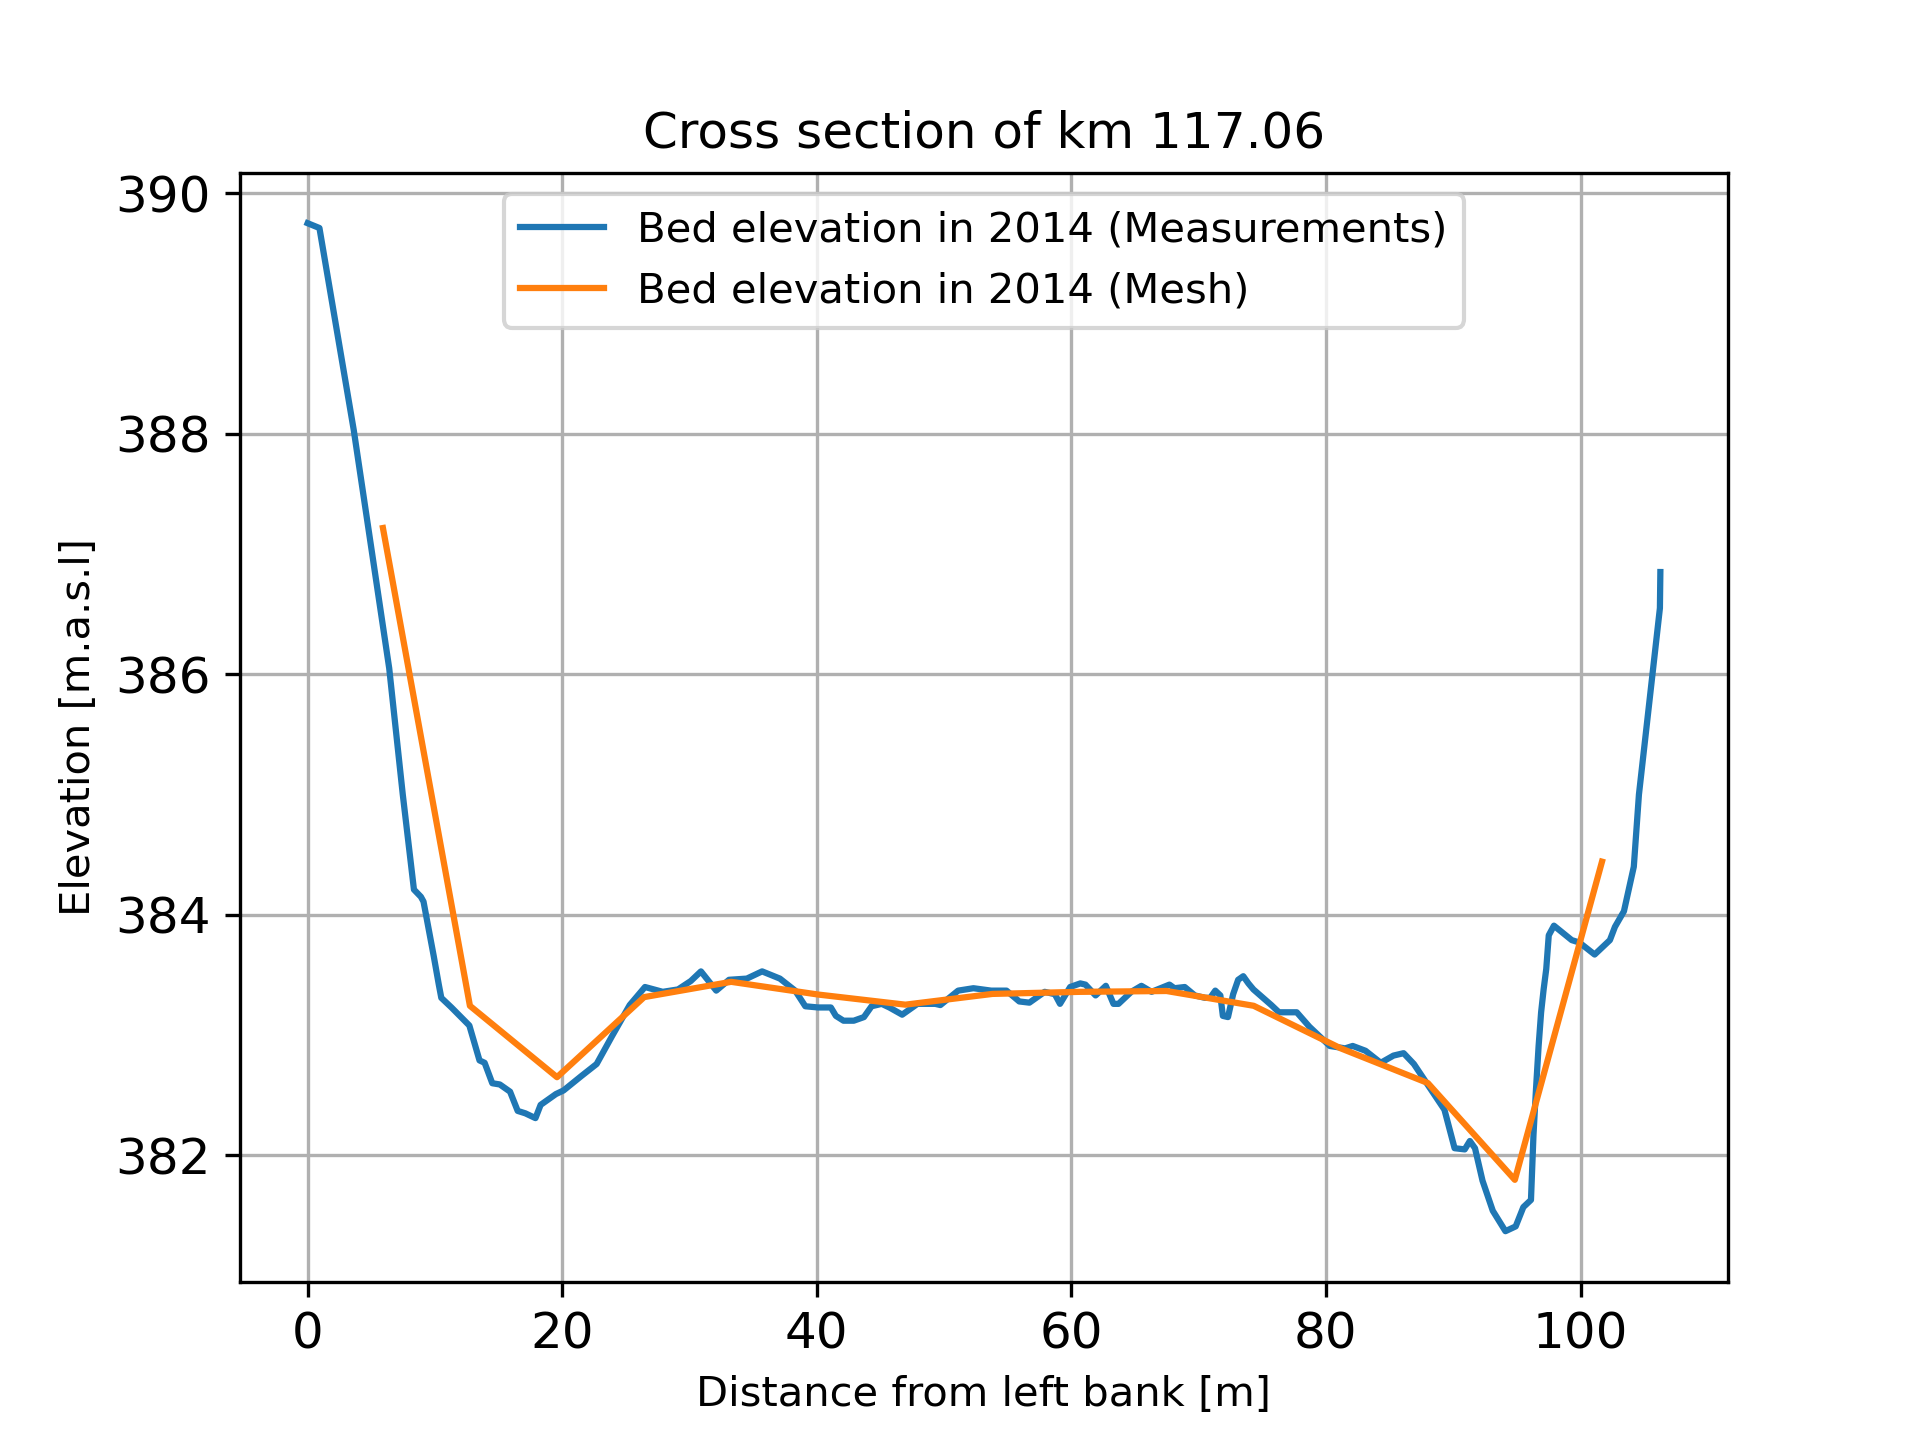 Cross section of km 117.06
390
388
386
384
382
Elevation [m.a.s.l]
Bed elevation in 2014 (Measurements)
Bed elevation in 2014 (Mesh)
0 20 40 60 80 100
Distance from left bank [m]